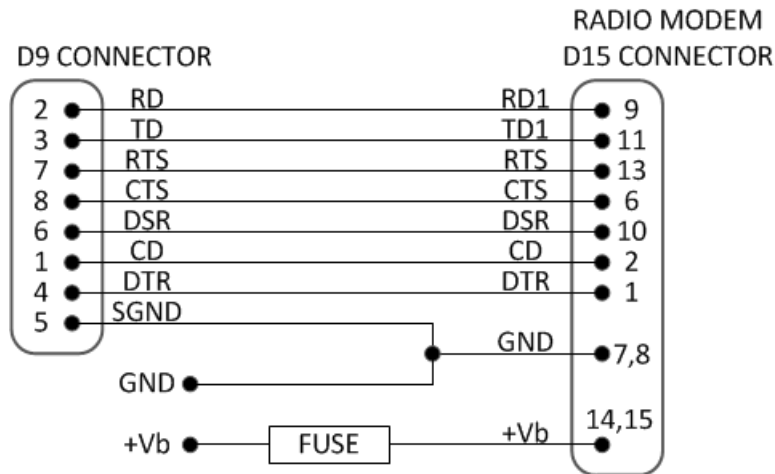 RADIO MODEM
D9 CONNECTOR D15 CONNECTOR
2 RD RD1 9
3 TD TD1 11
7 RTS RTS 13
8 CTS CTS 6
6 DSR DSR 10
1 CD CD 2
4 DTR DTR 1
5 SGND
GND 7,8
GND
14,15
+Vb FUSE +Vb